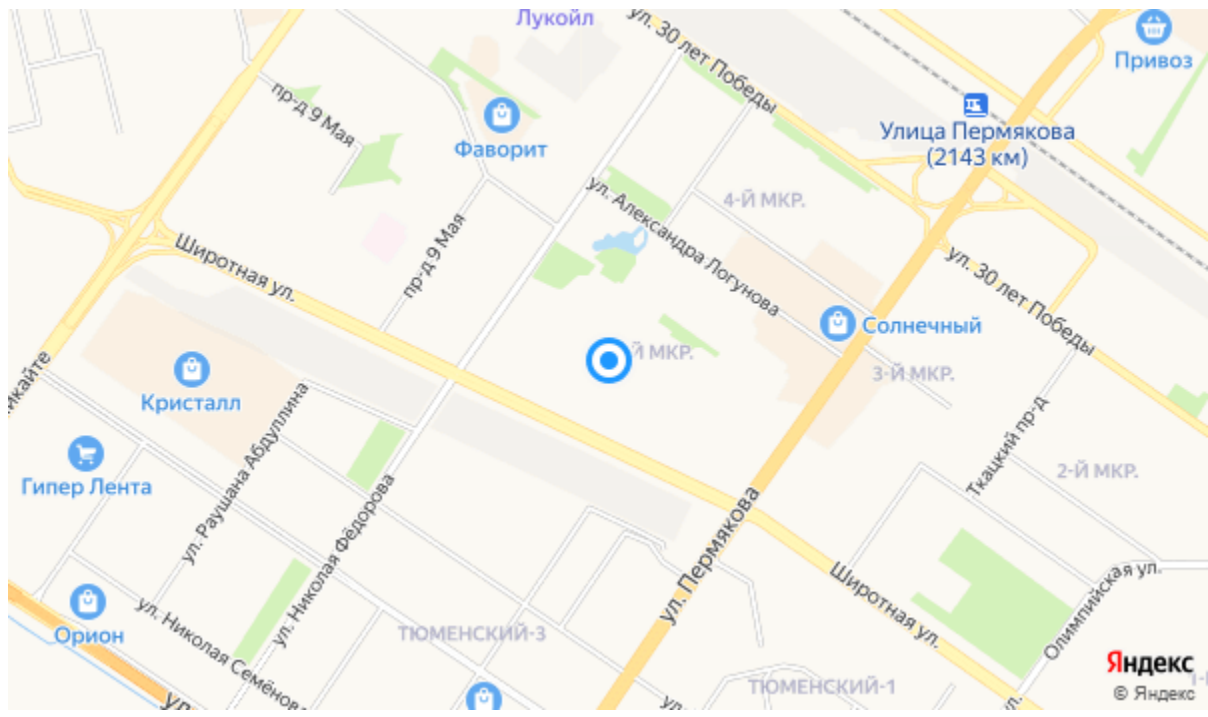 Лукойл
ул. 30 лет Победы
Привоз
пр-д 9 Мая
Фаворит
Улица Пермякова
(2143 км)
ул. Александра Логунова
4-Й МКР.
Широтная ул.
пр-д 9 Мая
ул. 30 лет Победы
Солнечный
Й МКР.
3-Й МКР.
икайте
Кристалл
ул. Раушана Абдуллина
Гипер Лента
ул. Николая Фёдорова
Ткацкий пр-д
2-Й МКР.
ул. Пермякова
Широтная ул.
Олимпийская ул.
Орион
ул. Николая Семёнова
ТЮМЕНСКИЙ-3
ТЮМЕНСКИЙ-1
Яндекс
© Яндекс